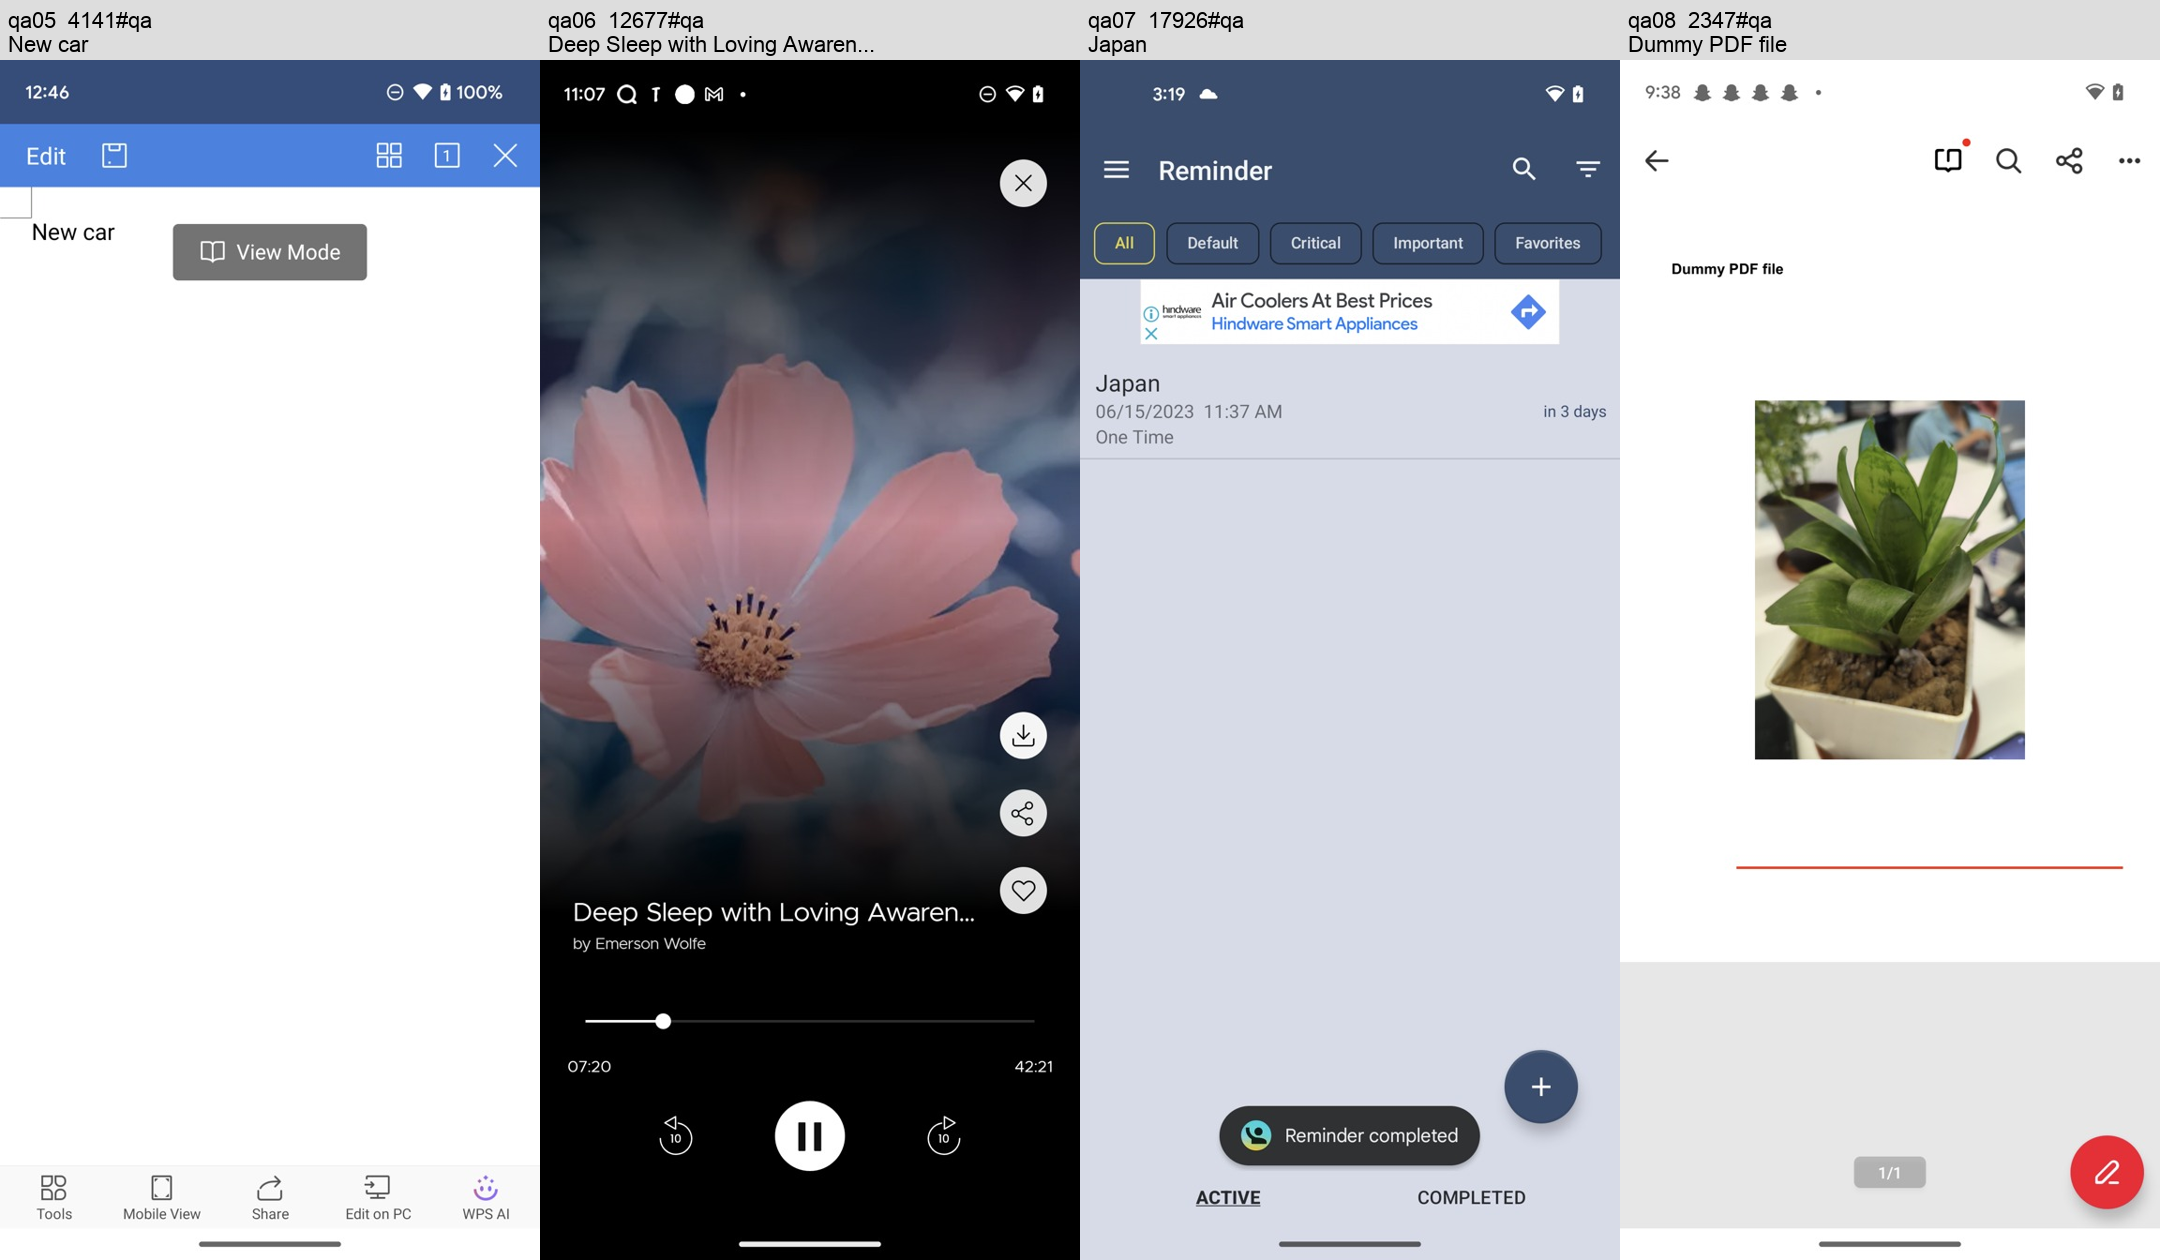 qa05 4141#qa
New car
12:46
100%
Edit
1
New car
View Mode
Tools
Mobile View
Share
Edit on PC
WPS AI
qa06 12677#qa
Deep Sleep with Loving Awaren...
11:07
Deep Sleep with Loving Awaren...
by Emerson Wolfe
07:20
42:21
10
10
qa07 17926#qa
Japan
3:19
Reminder
All
Default
Critical
Important
Favorites
hindware
smart appliances
Air Coolers At Best Prices
Hindware Smart Appliances
Japan
06/15/2023 11:37 AM
in 3 days
One Time
+
Reminder completed
ACTIVE
COMPLETED
qa08 2347#qa
Dummy PDF file
9:38
Dummy PDF file
1/1